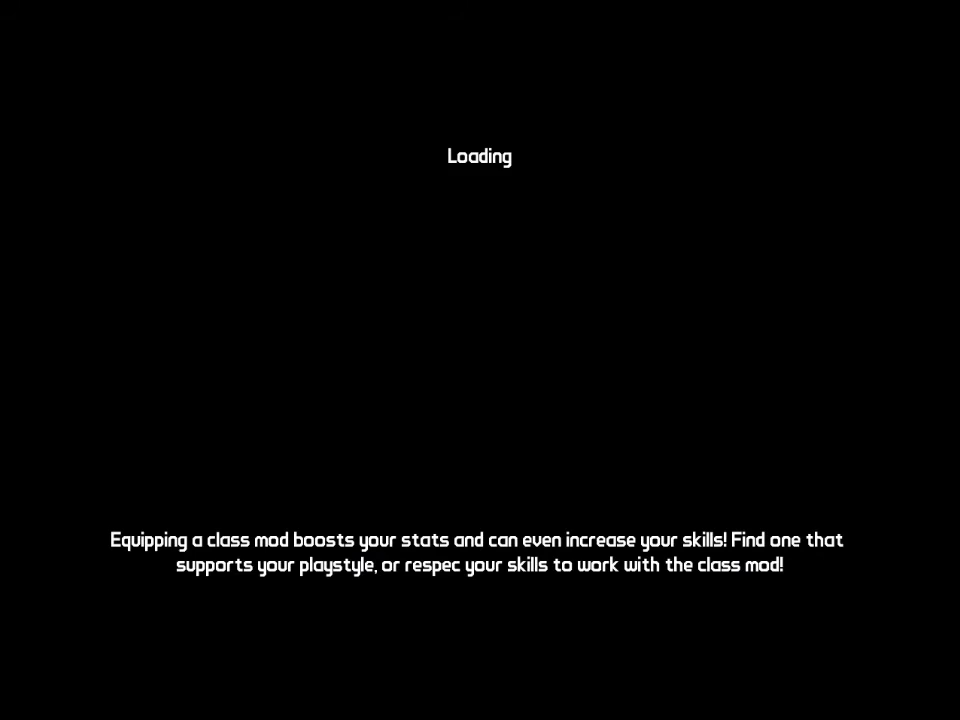 Loading
Equipping a class mod boosts your stats and can even increase your skills! Find one that
supports your playstyle, or respec your skills to work with the class mod!